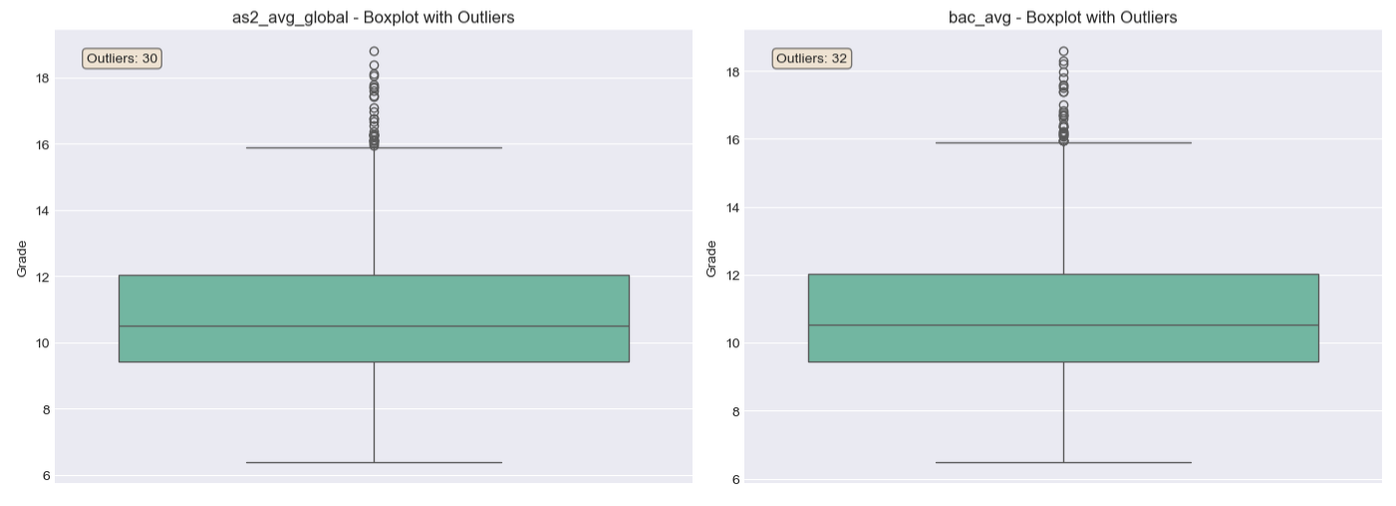 as2_avg_global - Boxplot with Outliers
Outliers: 30
18
16
14
12
10
8
6
Grade
bac_avg - Boxplot with Outliers
Outliers: 32
18
16
14
12
10
8
6
Grade